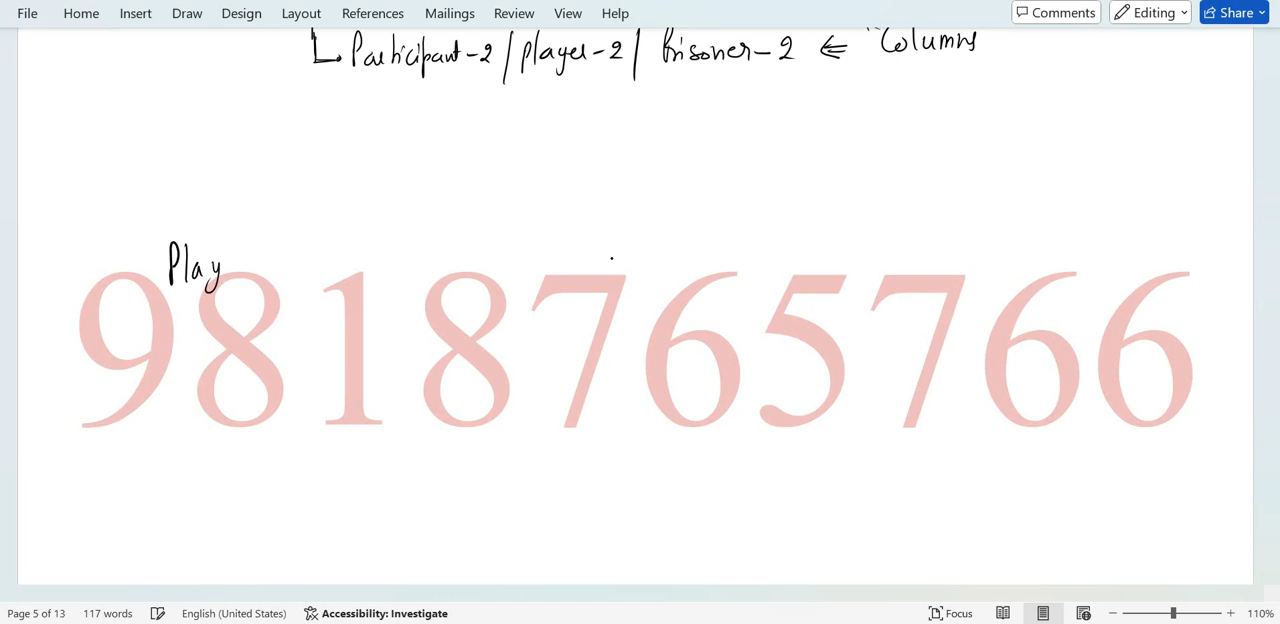 File Home Insert Draw Design Layout References Mailings Review View Help Comments Editing Share
Participant-2 / player-2 / Prisoner-2 ⇐ "Columns
Play
9818765766
Page 5 of 13 117 words English (United States) Accessibility: Investigate Focus 110%